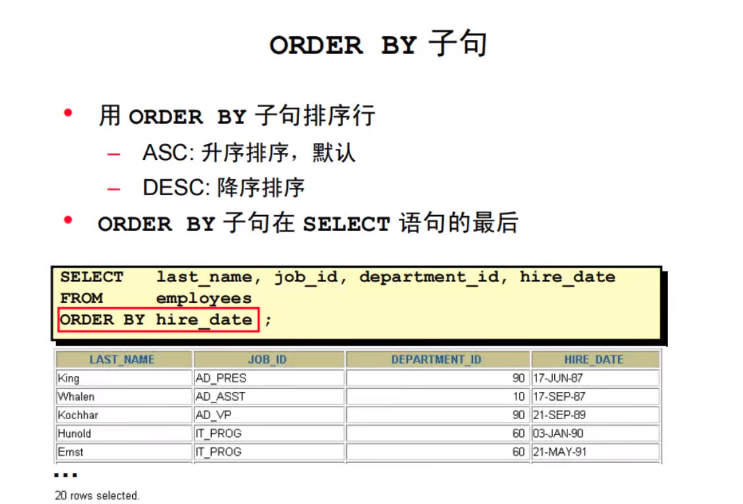 ORDER BY 子句
• 用 ORDER BY 子句排序行
– ASC: 升序排序，默认
– DESC: 降序排序
• ORDER BY 子句在 SELECT 语句的最后
SELECT last_name, job_id, department_id, hire_date
FROM employees
ORDER BY hire_date ;
LAST_NAME JOB_ID DEPARTMENT_ID HIRE_DATE
King AD_PRES 90 17-JUN-87
Whalen AD_ASST 10 17-SEP-87
Kochhar AD_VP 90 21-SEP-89
Hunold IT_PROG 60 03-JAN-90
Ernst IT_PROG 60 21-MAY-91
...
20 rows selected.